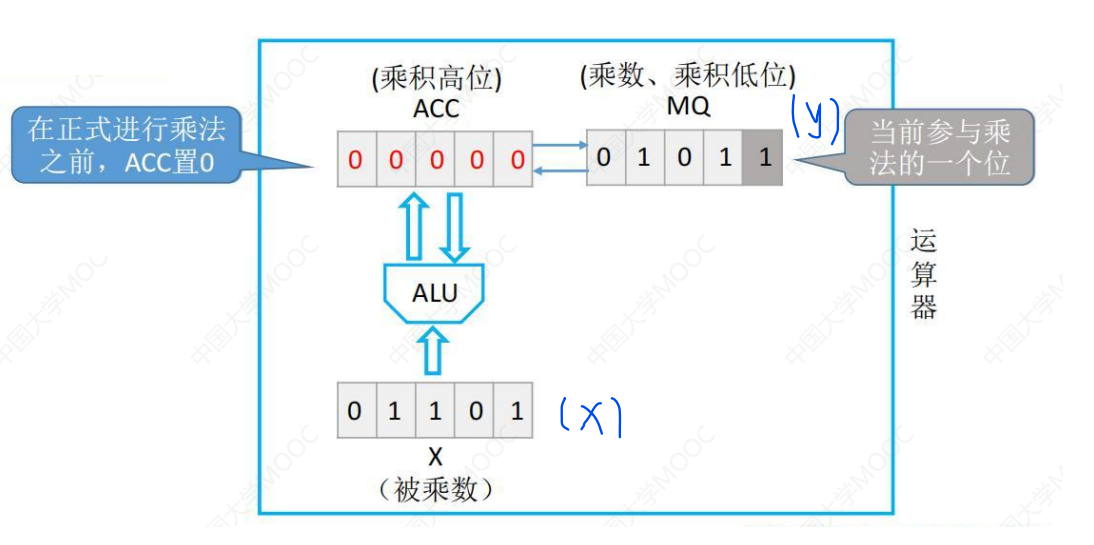 (乘积高位)
ACC
(乘数、乘积低位)
MQ
(y)
在正式进行乘法
之前，ACC置0
0 0 0 0 0
0 1 0 1 1
当前参与乘
法的一个位
运
算
器
ALU
0 1 1 0 1
(x)
X
（被乘数）
中国大学MOOC